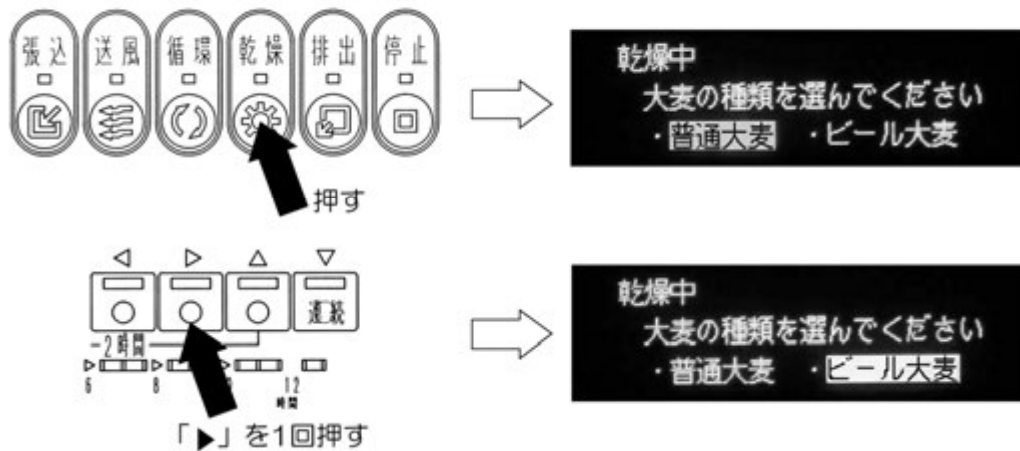 張込 送風 循環 乾燥 排出 停止
押す
乾燥中
大麦の種類を選んでください
・普通大麦 ・ビール大麦
◁ ▷ △ ▽
連続
-2時間
▷ ▷
6 8 12
時間
「▶」を1回押す
乾燥中
大麦の種類を選んでください
・普通大麦 ・ビール大麦